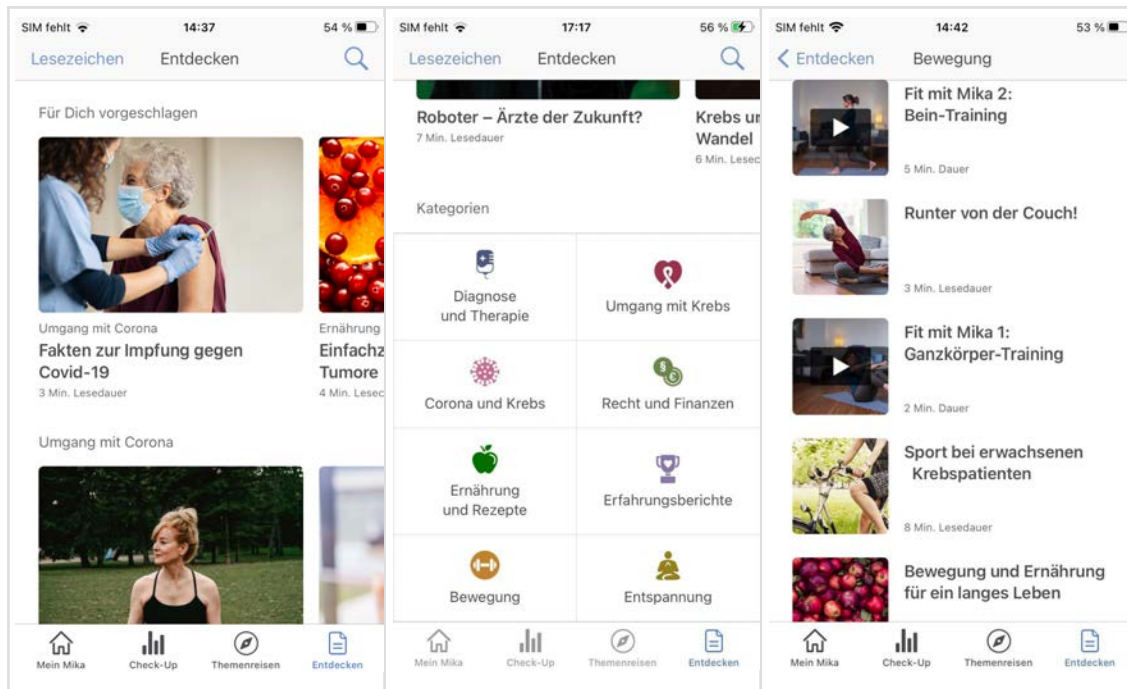 SIM fehlt 14:37 54 %
Lesezeichen Entdecken
Für Dich vorgeschlagen
Umgang mit Corona
Fakten zur Impfung gegen
Covid-19
3 Min. Lesedauer
Ernährung
Einfachz
Tumore
4 Min. Lesec
Umgang mit Corona
Mein Mika Check-Up Themenreisen Entdecken
SIM fehlt 17:17 56 %
Lesezeichen Entdecken
Roboter – Ärzte der Zukunft?
7 Min. Lesedauer
Krebs ur
Wandel
6 Min. Lesec
Kategorien
Diagnose
und Therapie
Umgang mit Krebs
Corona und Krebs
Recht und Finanzen
Ernährung
und Rezepte
Erfahrungsberichte
Bewegung
Entspannung
Mein Mika Check-Up Themenreisen Entdecken
SIM fehlt 14:42 53 %
Entdecken Bewegung
Fit mit Mika 2:
Bein-Training
5 Min. Dauer
Runter von der Couch!
3 Min. Lesedauer
Fit mit Mika 1:
Ganzkörper-Training
2 Min. Dauer
Sport bei erwachsenen
Krebspatienten
8 Min. Lesedauer
Bewegung und Ernährung
für ein langes Leben
Mein Mika Check-Up Themenreisen Entdecken